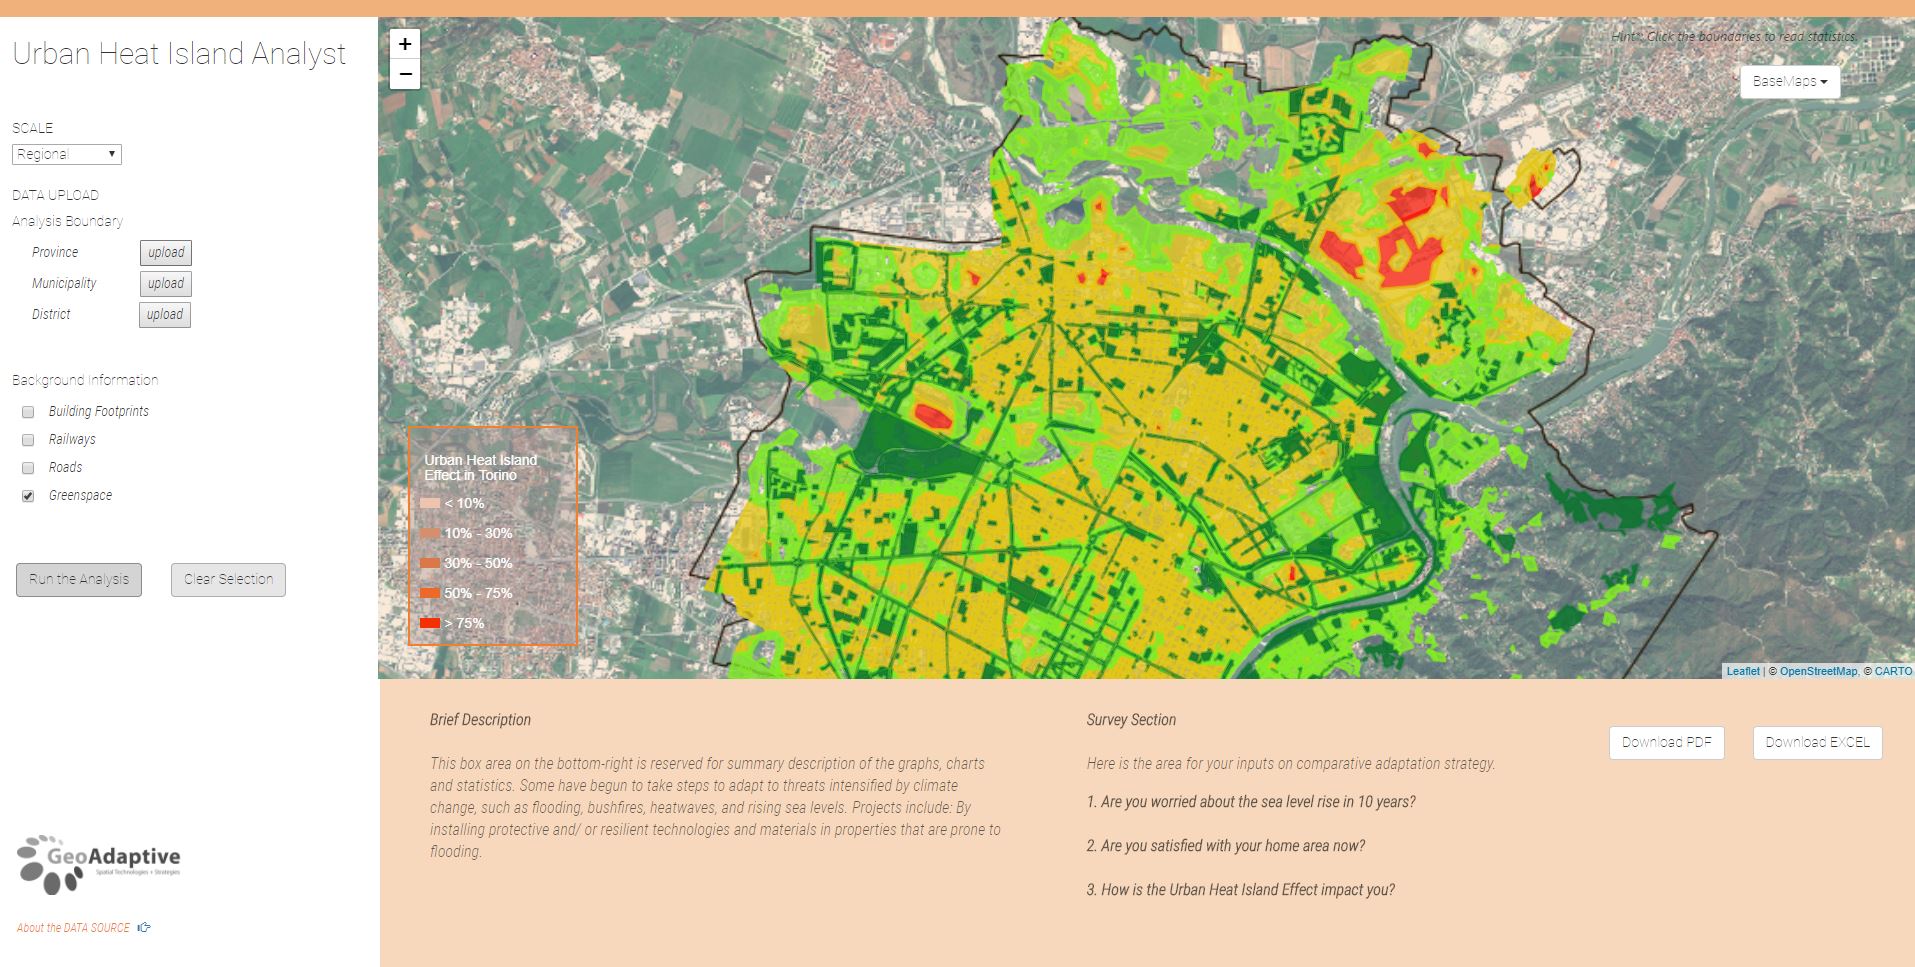 Urban Heat Island Analyst
SCALE
Regional
DATA UPLOAD
Analysis Boundary
Province upload
Municipality upload
District upload
Background Information
Building Footprints
Railways
Roads
Greenspace
Run the Analysis Clear Selection
GeoAdaptive
Spatial Technologies + Strategies
About the DATA SOURCE
+
−
Hint*: Click the boundaries to read statistics.
BaseMaps
Urban Heat Island
Effect in Torino
< 10%
10% - 30%
30% - 50%
50% - 75%
> 75%
Leaflet | © OpenStreetMap, © CARTO
Brief Description
This box area on the bottom-right is reserved for summary description of the graphs, charts
and statistics. Some have begun to take steps to adapt to threats intensified by climate
change, such as flooding, bushfires, heatwaves, and rising sea levels. Projects include: By
installing protective and/ or resilient technologies and materials in properties that are prone to
flooding.
Survey Section
Here is the area for your inputs on comparative adaptation strategy.
1. Are you worried about the sea level rise in 10 years?
2. Are you satisfied with your home area now?
3. How is the Urban Heat Island Effect impact you?
Download PDF Download EXCEL